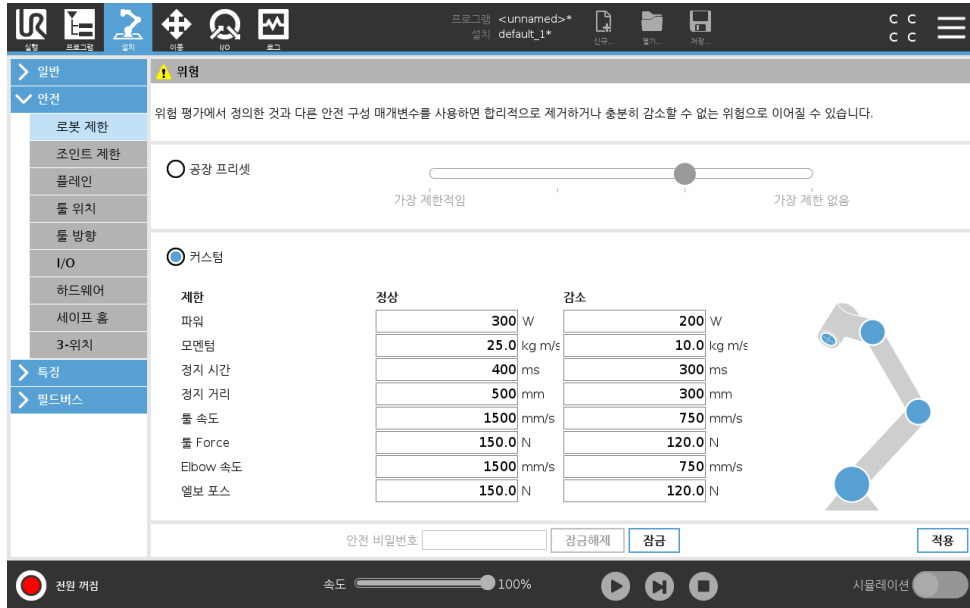 UR
실행
프로그램
설치
이동
I/O
로그
프로그램 <unnamed>*
설치 default_1*
신규...
열기...
저장...
C C
C C
일반
안전
로봇 제한
조인트 제한
플레인
툴 위치
툴 방향
I/O
하드웨어
세이프 홈
3-위치
특징
필드버스
위험
위험 평가에서 정의한 것과 다른 안전 구성 매개변수를 사용하면 합리적으로 제거하거나 충분히 감소할 수 없는 위험으로 이어질 수 있습니다.
공장 프리셋
가장 제한적임 가장 제한 없음
커스텀
제한 정상 감소
파워 300 W 200 W
모멘텀 25.0 kg m/s 10.0 kg m/s
정지 시간 400 ms 300 ms
정지 거리 500 mm 300 mm
툴 속도 1500 mm/s 750 mm/s
툴 Force 150.0 N 120.0 N
Elbow 속도 1500 mm/s 750 mm/s
엘보 포스 150.0 N 120.0 N
안전 비밀번호 잠금해제 잠금 적용
전원 꺼짐 속도 100% 시뮬레이션